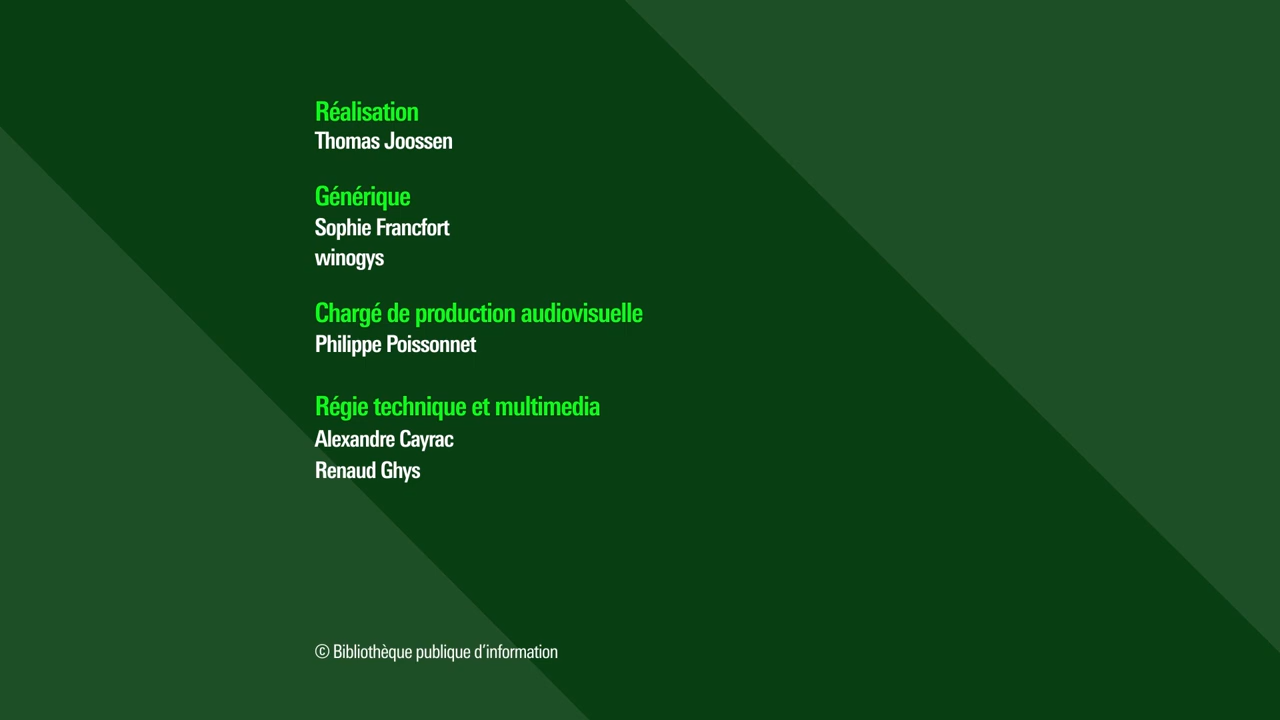 Réalisation
Thomas Joossen
Générique
Sophie Francfort
winogys
Chargé de production audiovisuelle
Philippe Poissonnet
Régie technique et multimedia
Alexandre Cayrac
Renaud Ghys
© Bibliothèque publique d'information